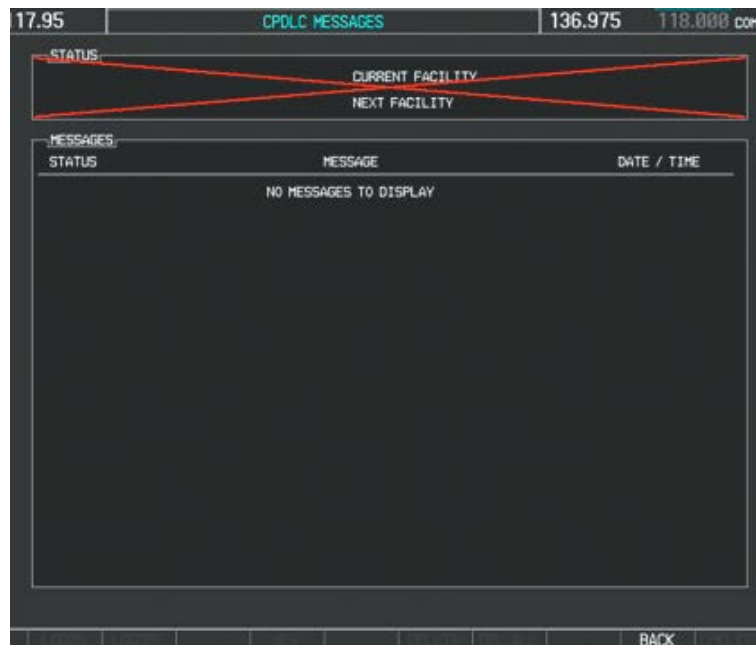 17.95 CPDLC MESSAGES 136.975 118.000 COM
STATUS
CURRENT FACILITY
NEXT FACILITY
MESSAGES
STATUS MESSAGE DATE / TIME
NO MESSAGES TO DISPLAY
BACK